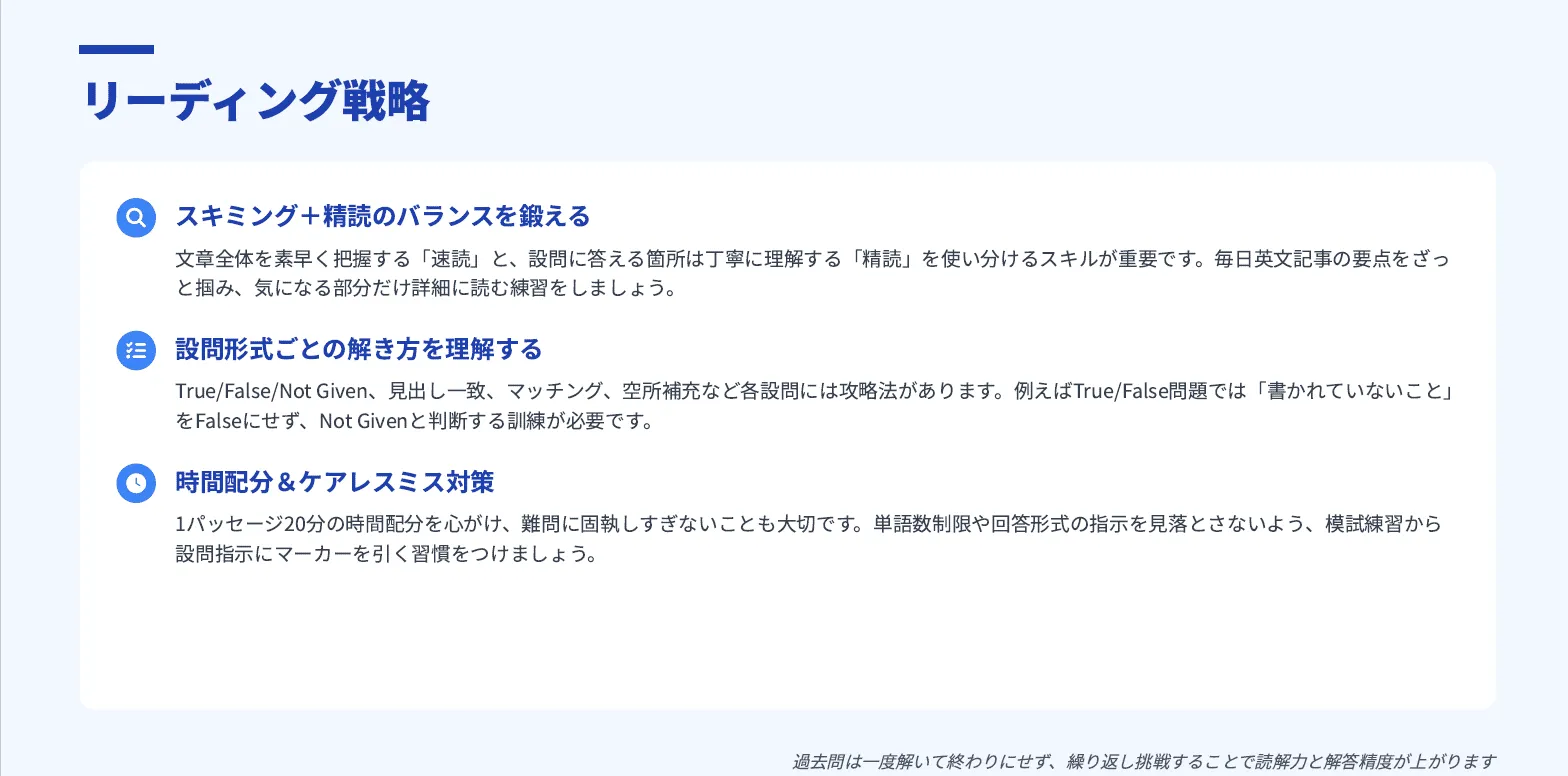 リーディング戦略
スキミング＋精読のバランスを鍛える
文章全体を素早く把握する「速読」と、設問に答える箇所は丁寧に理解する「精読」を使い分けるスキルが重要です。毎日英文記事の要点をざっ
と掴み、気になる部分だけ詳細に読む練習をしましょう。
設問形式ごとの解き方を理解する
True/False/Not Given、見出し一致、マッチング、空所補充など各設問には攻略法があります。例えばTrue/False問題では「書かれていないこと」
をFalseにせず、Not Givenと判断する訓練が必要です。
時間配分＆ケアレスミス対策
1パッセージ20分の時間配分を心がけ、難問に固執しすぎないことも大切です。単語数制限や回答形式の指示を見落とさないよう、模試練習から
設問指示にマーカーを引く習慣をつけましょう。
過去問は一度解いて終わりにせず、繰り返し挑戦することで読解力と解答精度が上がります